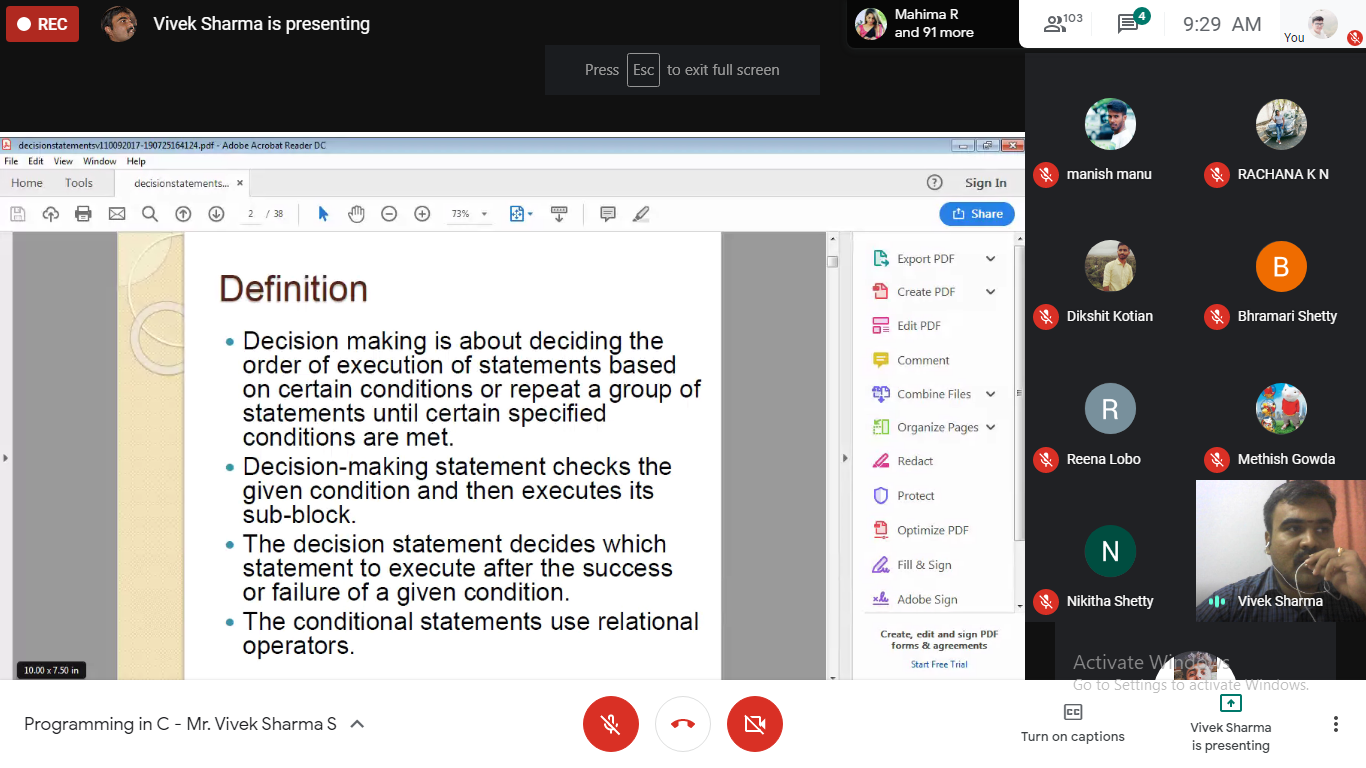 REC
Vivek Sharma is presenting
Mahima R
and 91 more
103
4
9:29 AM
You
Press Esc to exit full screen
decisionstatementsv110092017-190725164124.pdf - Adobe Acrobat Reader DC
File Edit View Window Help
Home Tools decisionstatements... ×
? Sign In
2 / 38 73% Share
Definition
• Decision making is about deciding the
order of execution of statements based
on certain conditions or repeat a group of
statements until certain specified
conditions are met.
• Decision-making statement checks the
given condition and then executes its
sub-block.
• The decision statement decides which
statement to execute after the success
or failure of a given condition.
• The conditional statements use relational
operators.
10.00 x 7.50 in
Export PDF
Create PDF
Edit PDF
Comment
Combine Files
Organize Pages
Redact
Protect
Optimize PDF
Fill & Sign
Adobe Sign
Create, edit and sign PDF
forms & agreements
Start Free Trial
manish manu
RACHANA K N
Dikshit Kotian
B
Bhramari Shetty
R
Reena Lobo
Methish Gowda
N
Nikitha Shetty
Vivek Sharma
Activate Windows
Go to Settings to activate Windows.
Programming in C - Mr. Vivek Sharma S
CC
Turn on captions
Vivek Sharma
is presenting